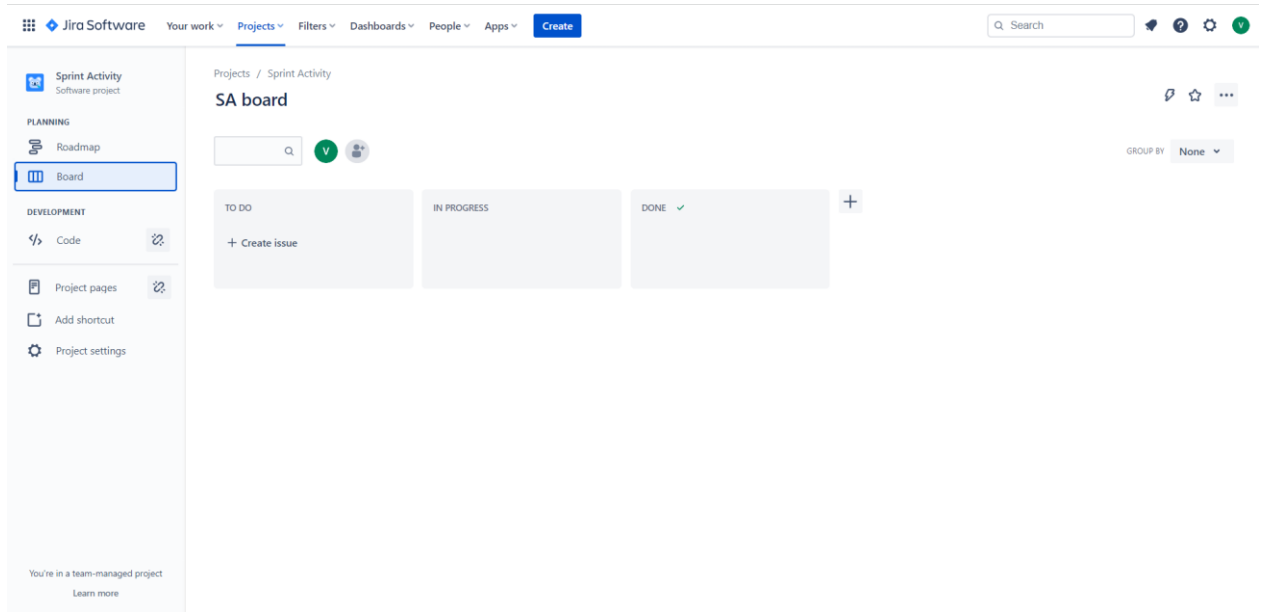 Jira Software Your work Projects Filters Dashboards People Apps Create Search V
Sprint Activity
Software project
PLANNING
Roadmap
Board
DEVELOPMENT
Code
Project pages
Add shortcut
Project settings
You're in a team-managed project
Learn more
Projects / Sprint Activity
SA board
V
GROUP BY None
TO DO IN PROGRESS DONE
+ Create issue